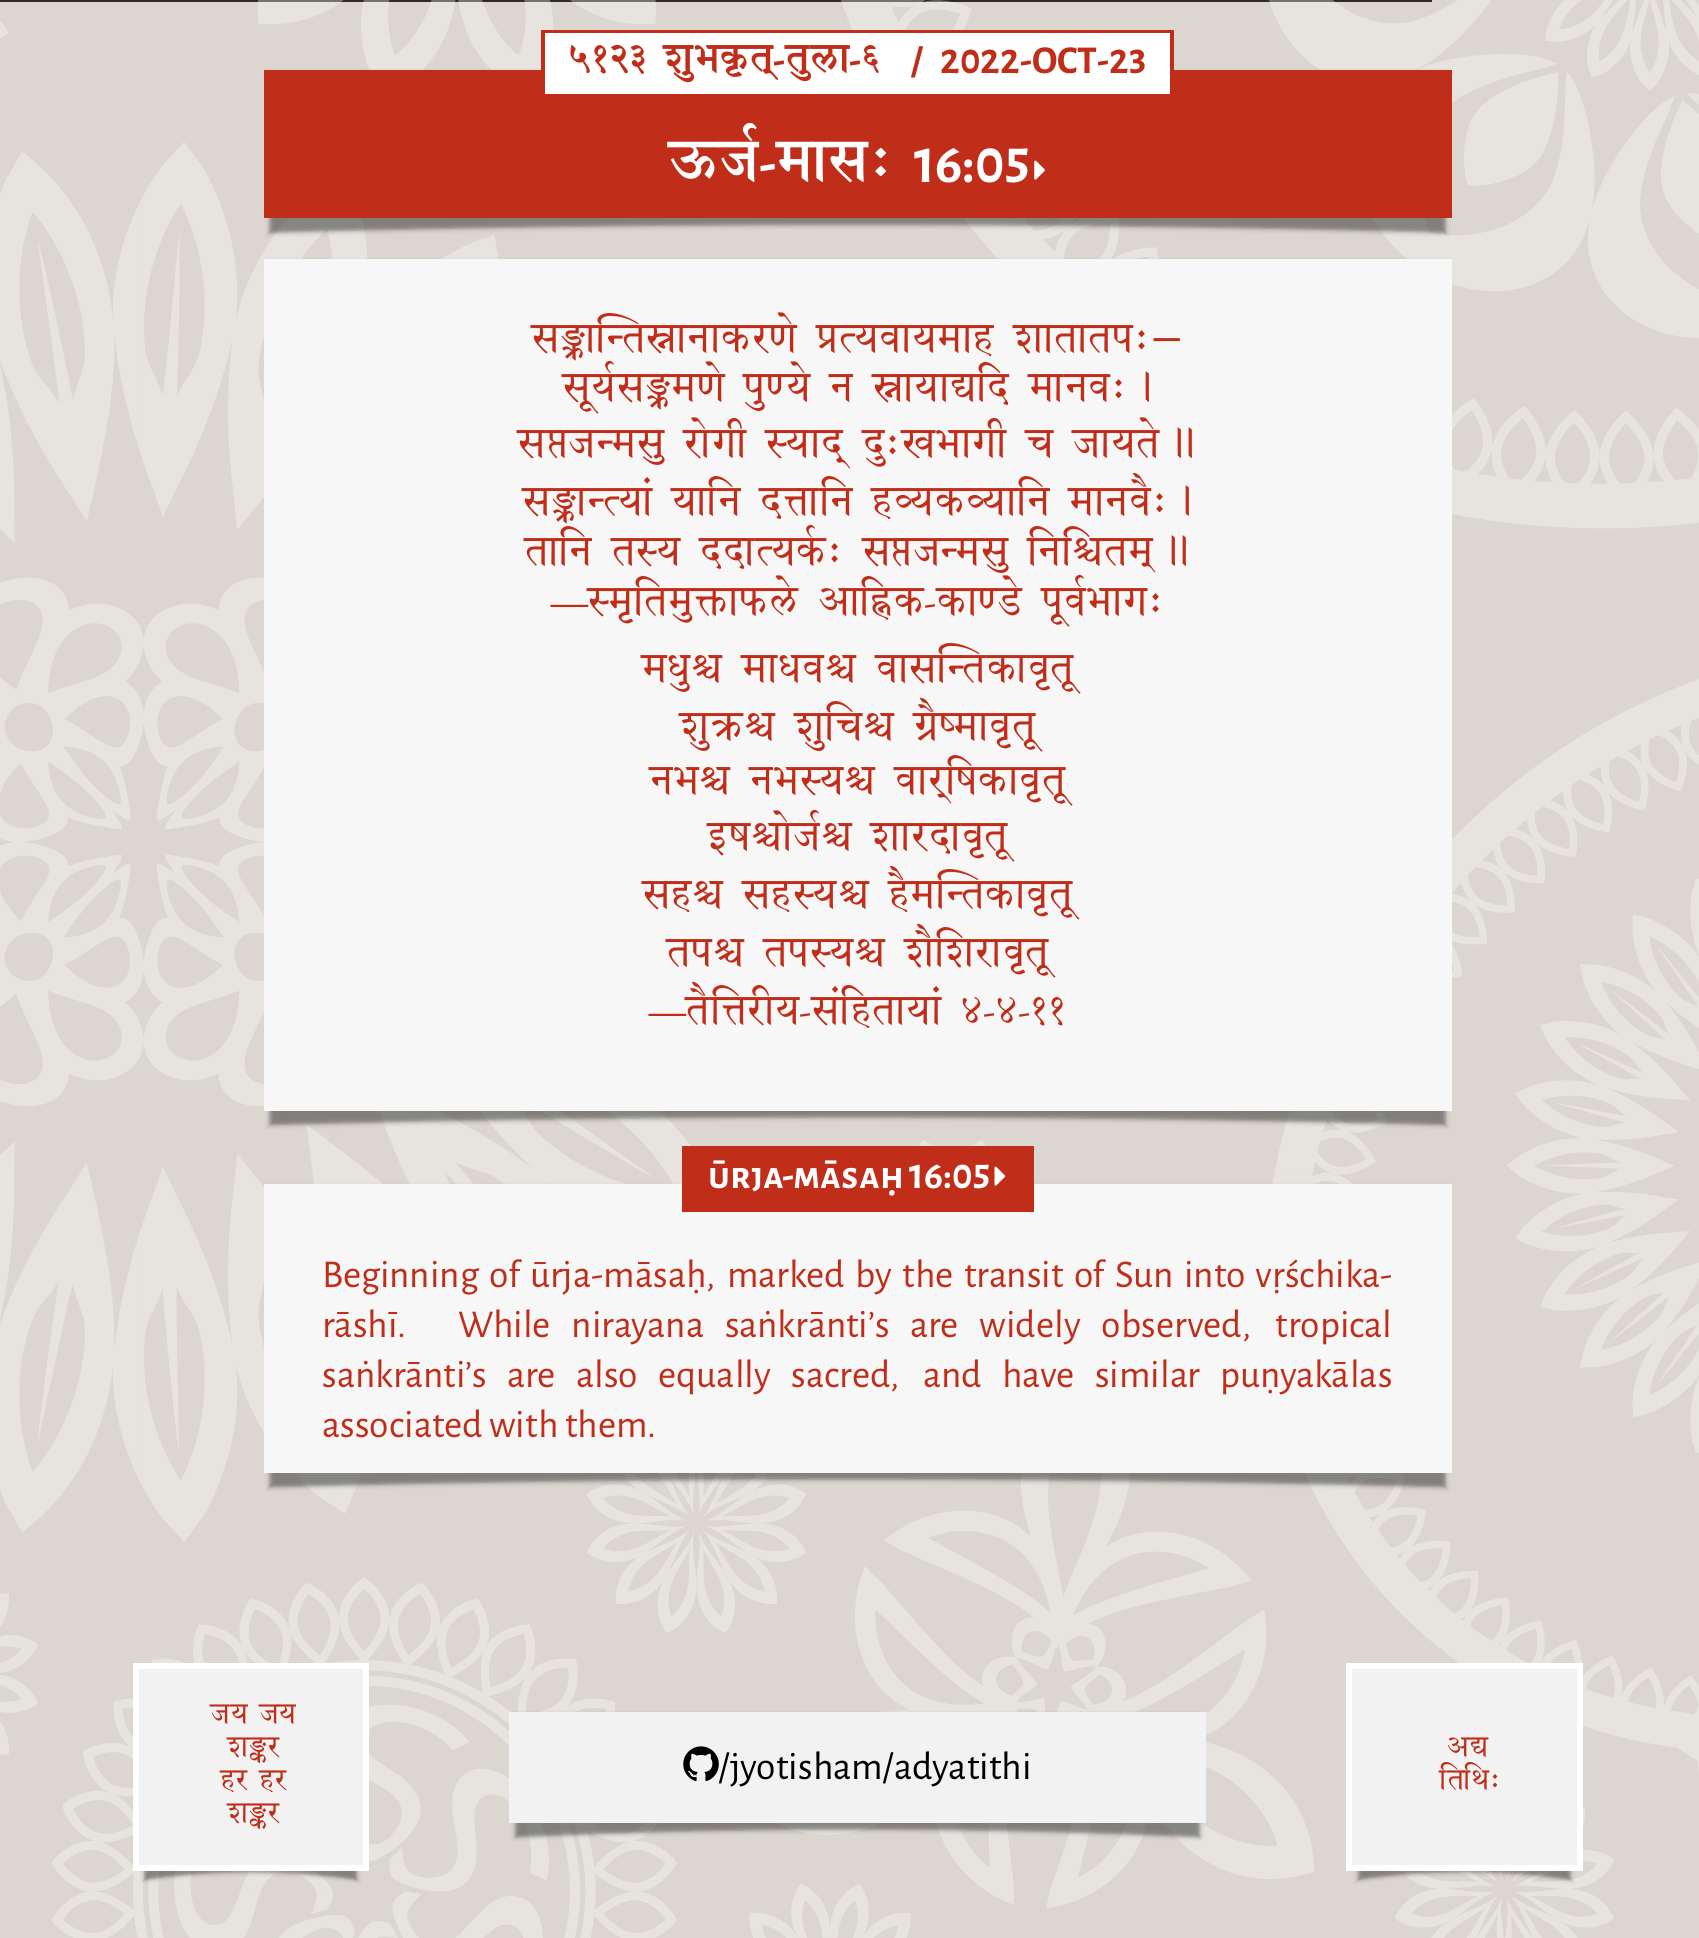 ५१२३ शुभकृत्-तुला-६ / 2022-OCT-23
ऊर्ज-मासः 16:05
सङ्क्रान्तिस्नानाकरणे प्रत्यवायमाह शातातपः—
सूर्यसङ्क्रमणे पुण्ये न स्नायाद्यदि मानवः ।
सप्तजन्मसु रोगी स्याद् दुःखभागी च जायते ॥
सङ्क्रान्त्यां यानि दत्तानि हव्यकव्यानि मानवैः ।
तानि तस्य ददात्यर्कः सप्तजन्मसु निश्चितम् ॥
—स्मृतिमुक्ताफले आह्निक-काण्डे पूर्वभागः
मधुश्च माधवश्च वासन्तिकावृतू
शुक्रश्च शुचिश्च ग्रैष्मावृतू
नभश्च नभस्यश्च वार्‌षिकावृतू
इषश्चोर्जश्च शारदावृतू
सहश्च सहस्यश्च हैमन्तिकावृतू
तपश्च तपस्यश्च शैशिरावृतू
—तैत्तिरीय-संहितायां ४-४-११
ŪRJA-MĀSAḤ 16:05
Beginning of ūrja-māsaḥ, marked by the transit of Sun into vṛśchika-
rāshī. While nirayana saṅkrānti’s are widely observed, tropical
saṅkrānti’s are also equally sacred, and have similar puṇyakālas
associated with them.
जय जय
शङ्कर
हर हर
शङ्कर
/jyotisham/adyatithi
अद्य
तिथिः